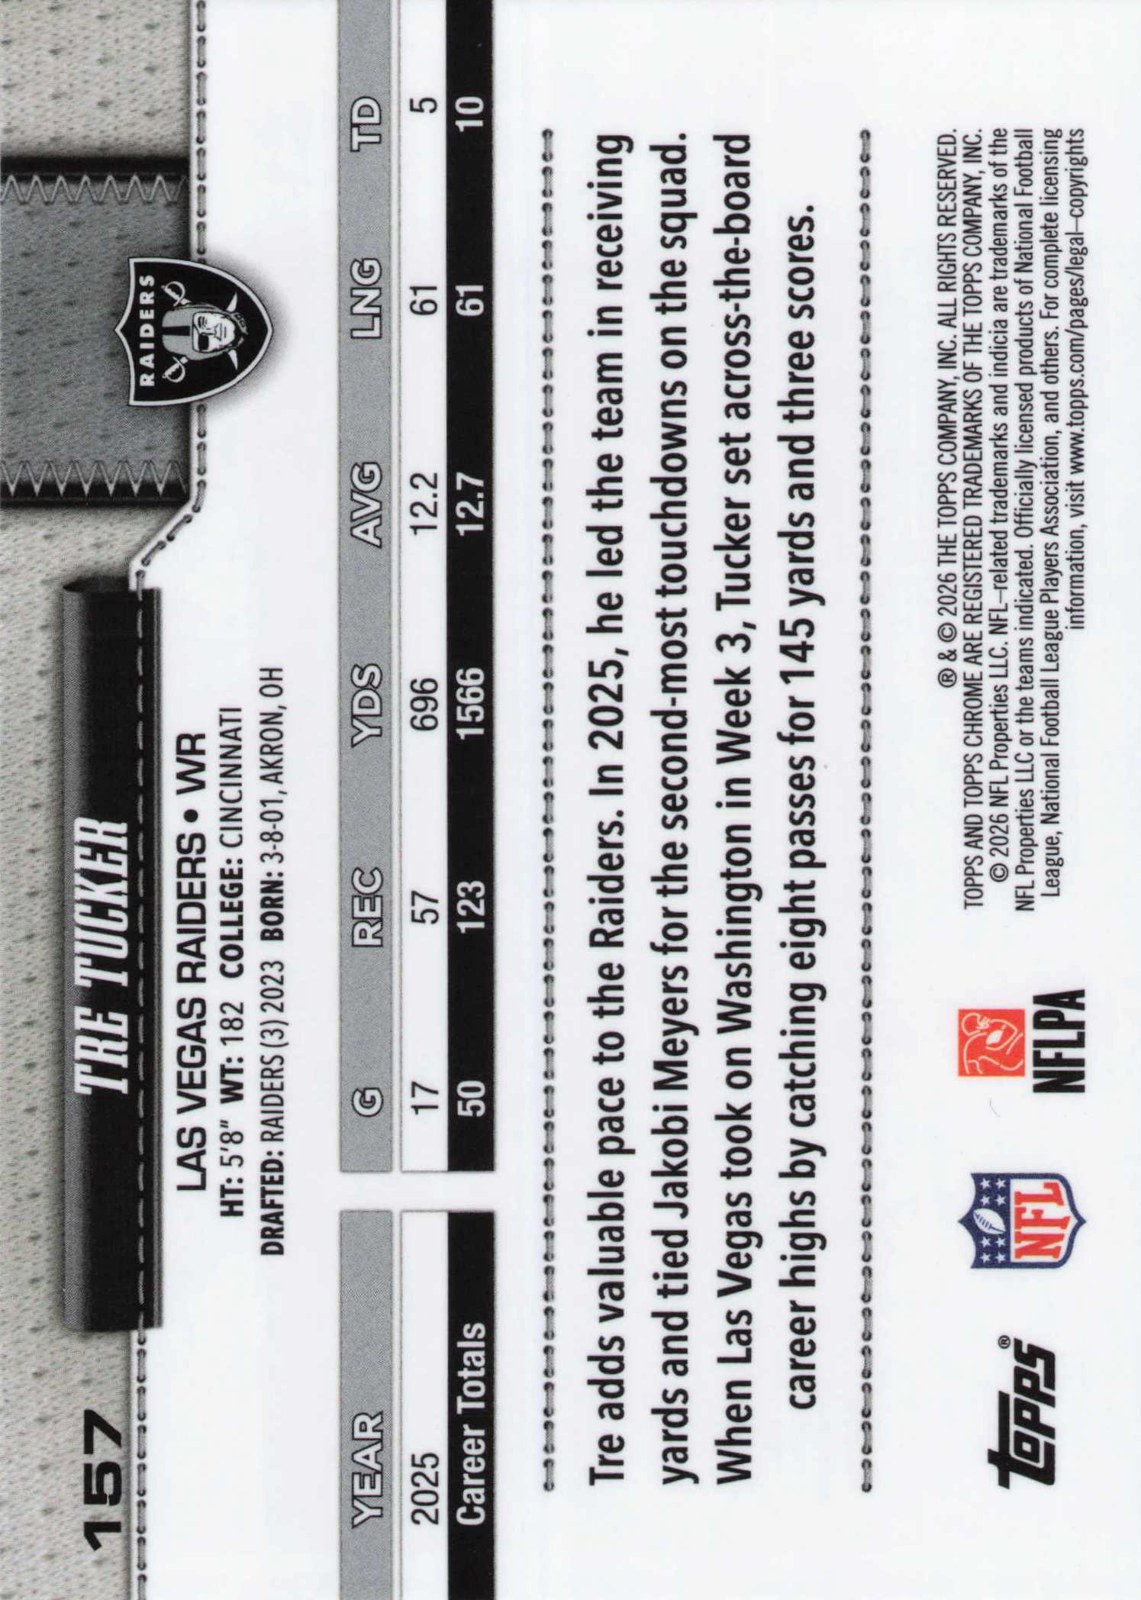 157
TRE TUCKER
RAIDERS
LAS VEGAS RAIDERS • WR
HT: 5'8" WT: 182 COLLEGE: CINCINNATI
DRAFTED: RAIDERS (3) 2023 BORN: 3-8-01, AKRON, OH
YEAR G REC YDS AVG LNG TD
2025 17 57 696 12.2 61 5
Career Totals 50 123 1566 12.7 61 10
Tre adds valuable pace to the Raiders. In 2025, he led the team in receiving
yards and tied Jakobi Meyers for the second-most touchdowns on the squad.
When Las Vegas took on Washington in Week 3, Tucker set across-the-board
career highs by catching eight passes for 145 yards and three scores.
topps®
NFL
NFLPA
® & © 2026 THE TOPPS COMPANY, INC. ALL RIGHTS RESERVED.
TOPPS AND TOPPS CHROME ARE REGISTERED TRADEMARKS OF THE TOPPS COMPANY, INC.
© 2026 NFL Properties LLC. NFL-related trademarks and indicia are trademarks of the
NFL Properties LLC or the teams indicated. Officially licensed products of National Football
League, National Football League Players Association, and others. For complete licensing
information, visit www.topps.com/pages/legal-copyrights